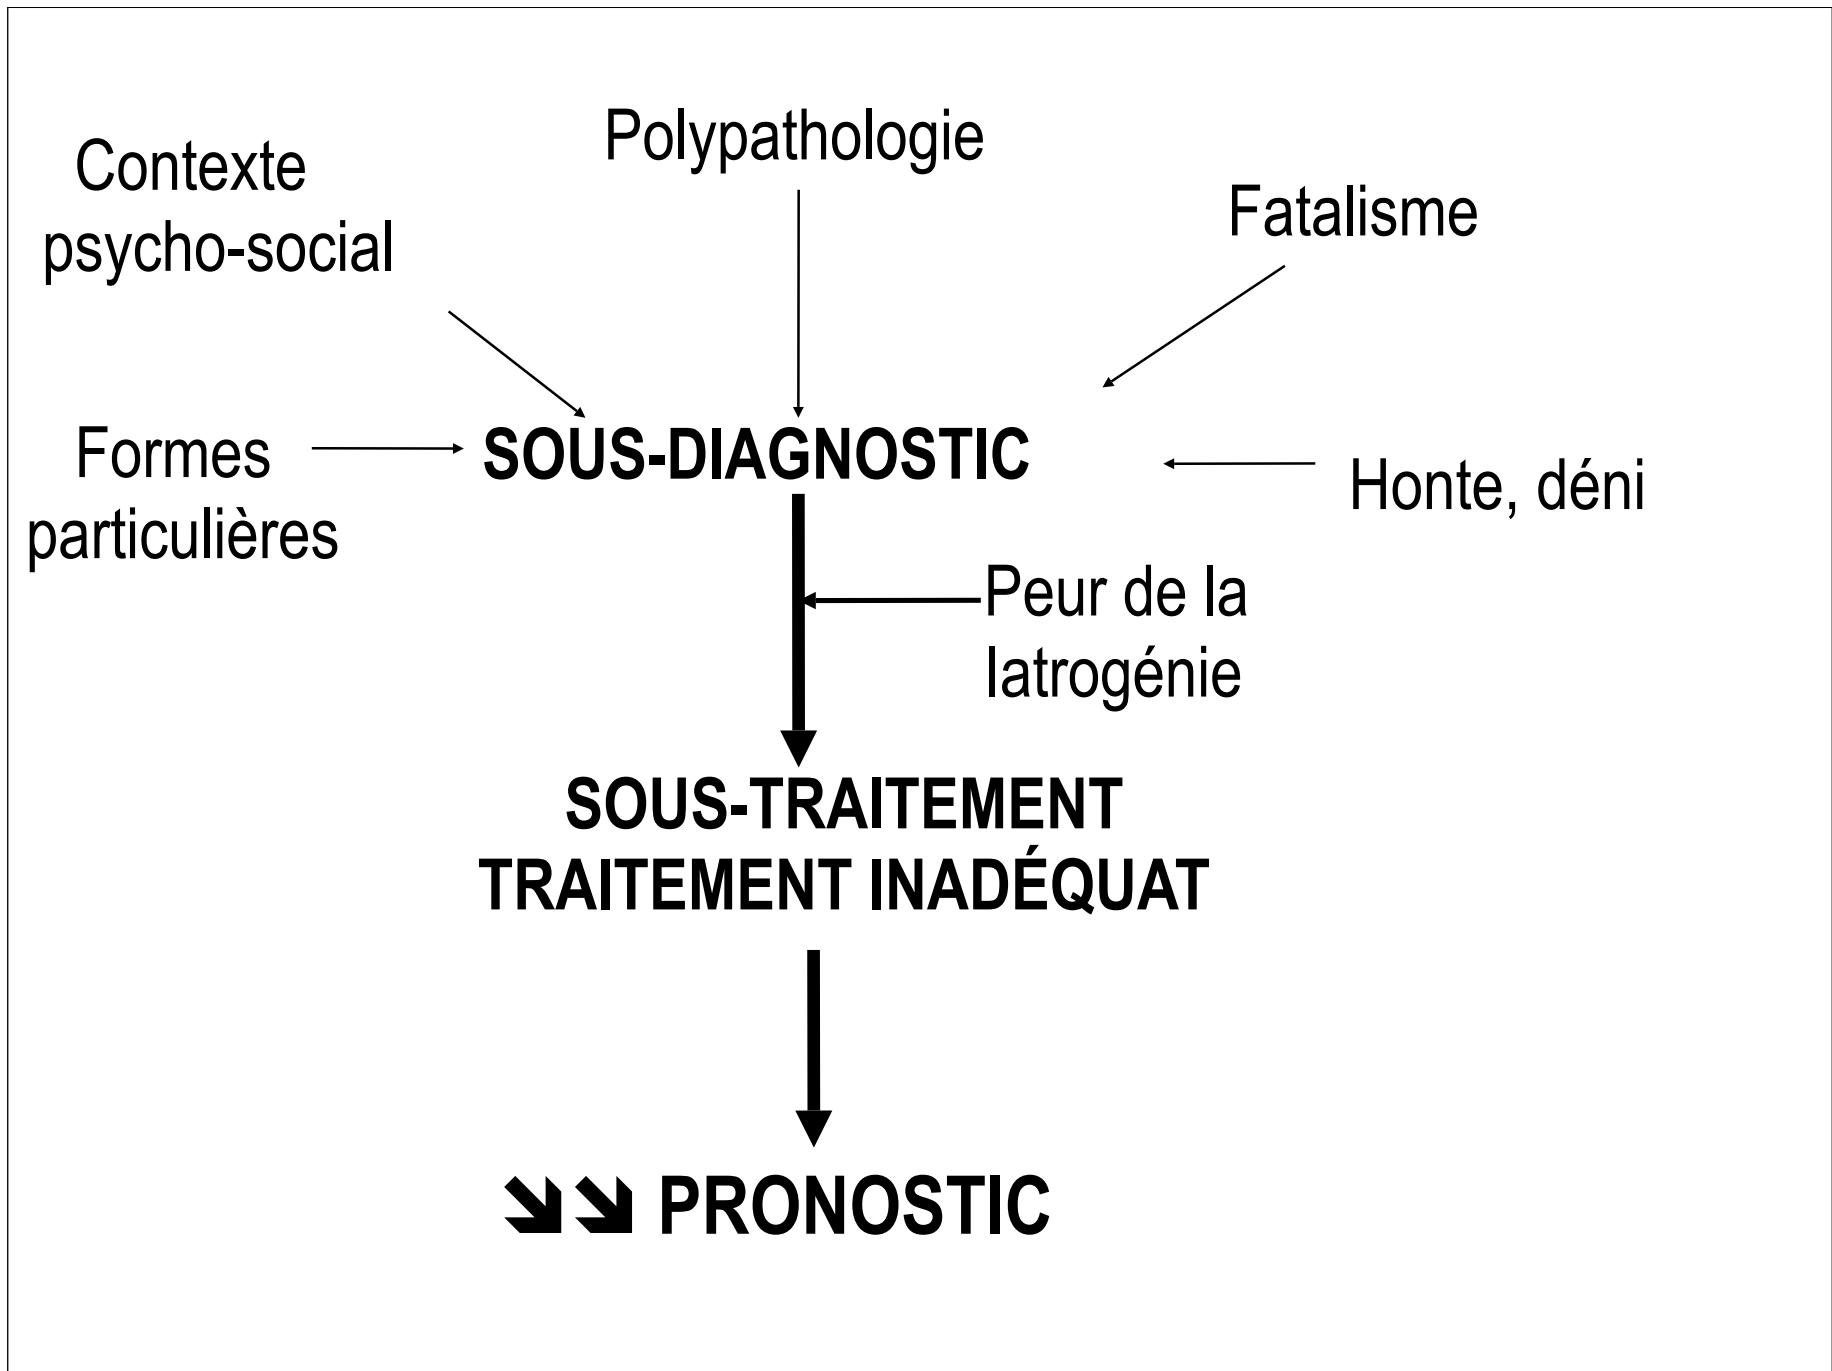 Polypathologie
Contexte
psycho-social
Fatalisme
Formes
particulières
SOUS-DIAGNOSTIC
Honte, déni
Peur de la
Iatrogénie
SOUS-TRAITEMENT
TRAITEMENT INADÉQUAT
PRONOSTIC